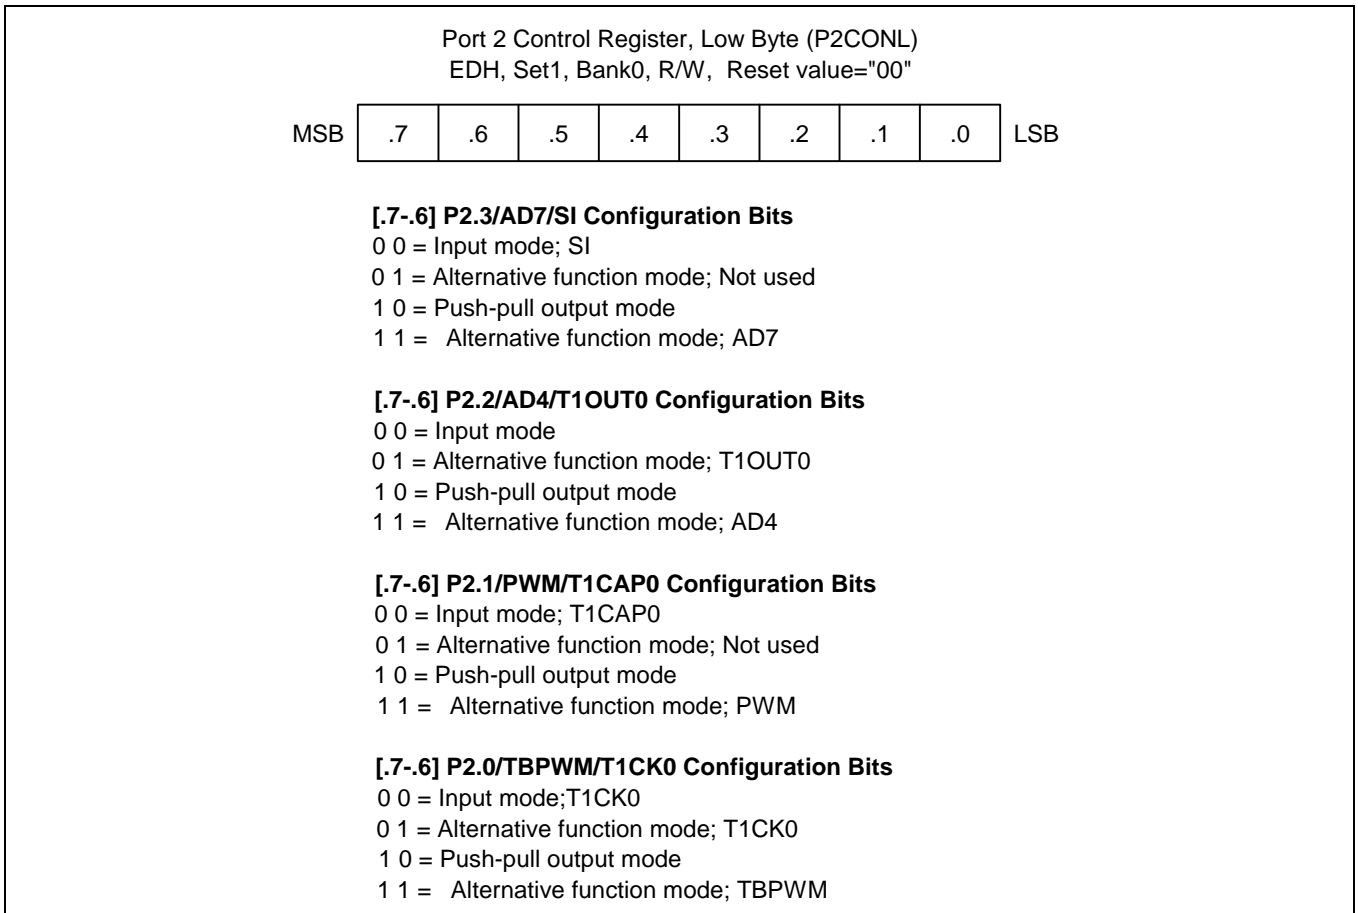 Port 2 Control Register, Low Byte (P2CONL)
EDH, Set1, Bank0, R/W, Reset value="00"
MSB .7 .6 .5 .4 .3 .2 .1 .0 LSB
[.7-.6] P2.3/AD7/SI Configuration Bits
0 0 = Input mode; SI
0 1 = Alternative function mode; Not used
1 0 = Push-pull output mode
1 1 = Alternative function mode; AD7
[.7-.6] P2.2/AD4/T1OUT0 Configuration Bits
0 0 = Input mode
0 1 = Alternative function mode; T1OUT0
1 0 = Push-pull output mode
1 1 = Alternative function mode; AD4
[.7-.6] P2.1/PWM/T1CAP0 Configuration Bits
0 0 = Input mode; T1CAP0
0 1 = Alternative function mode; Not used
1 0 = Push-pull output mode
1 1 = Alternative function mode; PWM
[.7-.6] P2.0/TBPWM/T1CK0 Configuration Bits
0 0 = Input mode;T1CK0
0 1 = Alternative function mode; T1CK0
1 0 = Push-pull output mode
1 1 = Alternative function mode; TBPWM